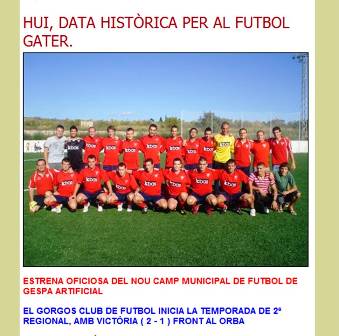 HUI, DATA HISTÒRICA PER AL FUTBOL
GATER.
ESTRENA OFICIOSA DEL NOU CAMP MUNICIPAL DE FUTBOL DE
GESPA ARTIFICIAL
EL GORGOS CLUB DE FUTBOL INICIA LA TEMPORADA DE 2ª
REGIONAL, AMB VICTÓRIA ( 2 - 1 ) FRONT AL ORBA